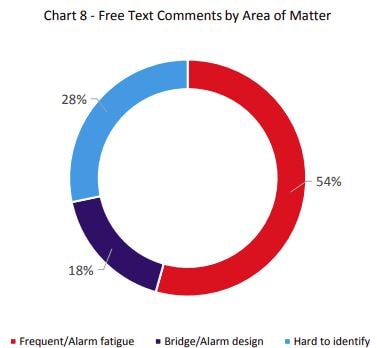 Chart 8 - Free Text Comments by Area of Matter
28%
54%
18%
Frequent/Alarm fatigue Bridge/Alarm design Hard to identify